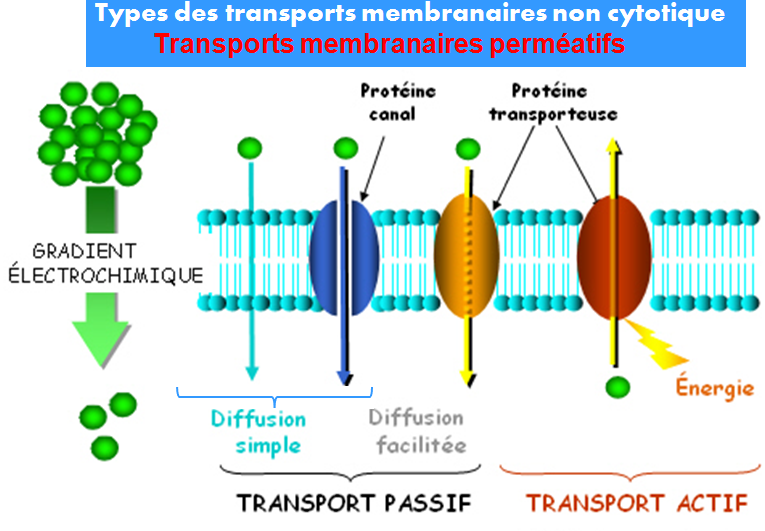 Types des transports membranaires non cytotique
Transports membranaires perméatifs
Protéine
canal
Protéine
transporteuse
GRADIENT
ÉLECTROCHIMIQUE
Énergie
Diffusion
simple
Diffusion
facilitée
TRANSPORT PASSIF
TRANSPORT ACTIF